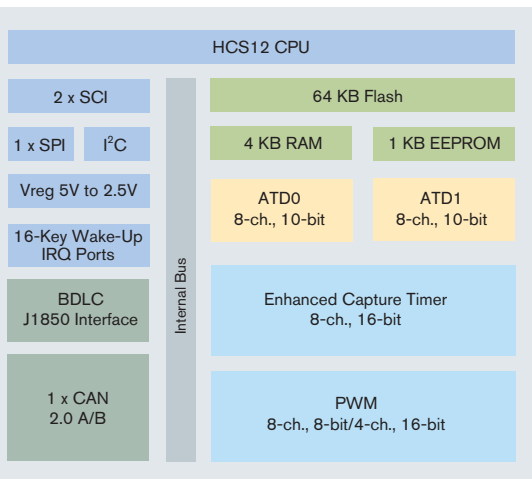 HCS12 CPU
2 x SCI
64 KB Flash
1 x SPI
I²C
4 KB RAM
1 KB EEPROM
Vreg 5V to 2.5V
ATD0
8-ch., 10-bit
ATD1
8-ch., 10-bit
16-Key Wake-Up
IRQ Ports
Internal Bus
BDLC
J1850 Interface
Enhanced Capture Timer
8-ch., 16-bit
1 x CAN
2.0 A/B
PWM
8-ch., 8-bit/4-ch., 16-bit